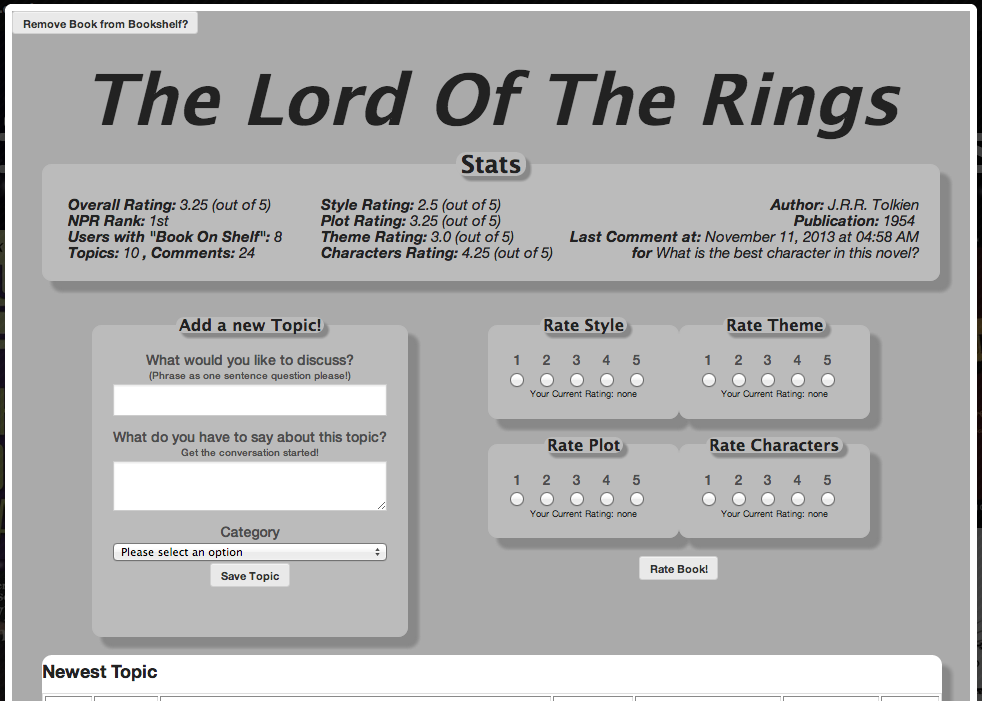 Remove Book from Bookshelf?
The Lord Of The Rings
Stats
Overall Rating: 3.25 (out of 5)
NPR Rank: 1st
Users with "Book On Shelf": 8
Topics: 10 , Comments: 24
Style Rating: 2.5 (out of 5)
Plot Rating: 3.25 (out of 5)
Theme Rating: 3.0 (out of 5)
Characters Rating: 4.25 (out of 5)
Author: J.R.R. Tolkien
Publication: 1954
Last Comment at: November 11, 2013 at 04:58 AM
for What is the best character in this novel?
Add a new Topic!
What would you like to discuss?
(Phrase as one sentence question please!)
What do you have to say about this topic?
Get the conversation started!
Category
Please select an option
Save Topic
Rate Style
1 2 3 4 5
Your Current Rating: none
Rate Theme
1 2 3 4 5
Your Current Rating: none
Rate Plot
1 2 3 4 5
Your Current Rating: none
Rate Characters
1 2 3 4 5
Your Current Rating: none
Rate Book!
Newest Topic